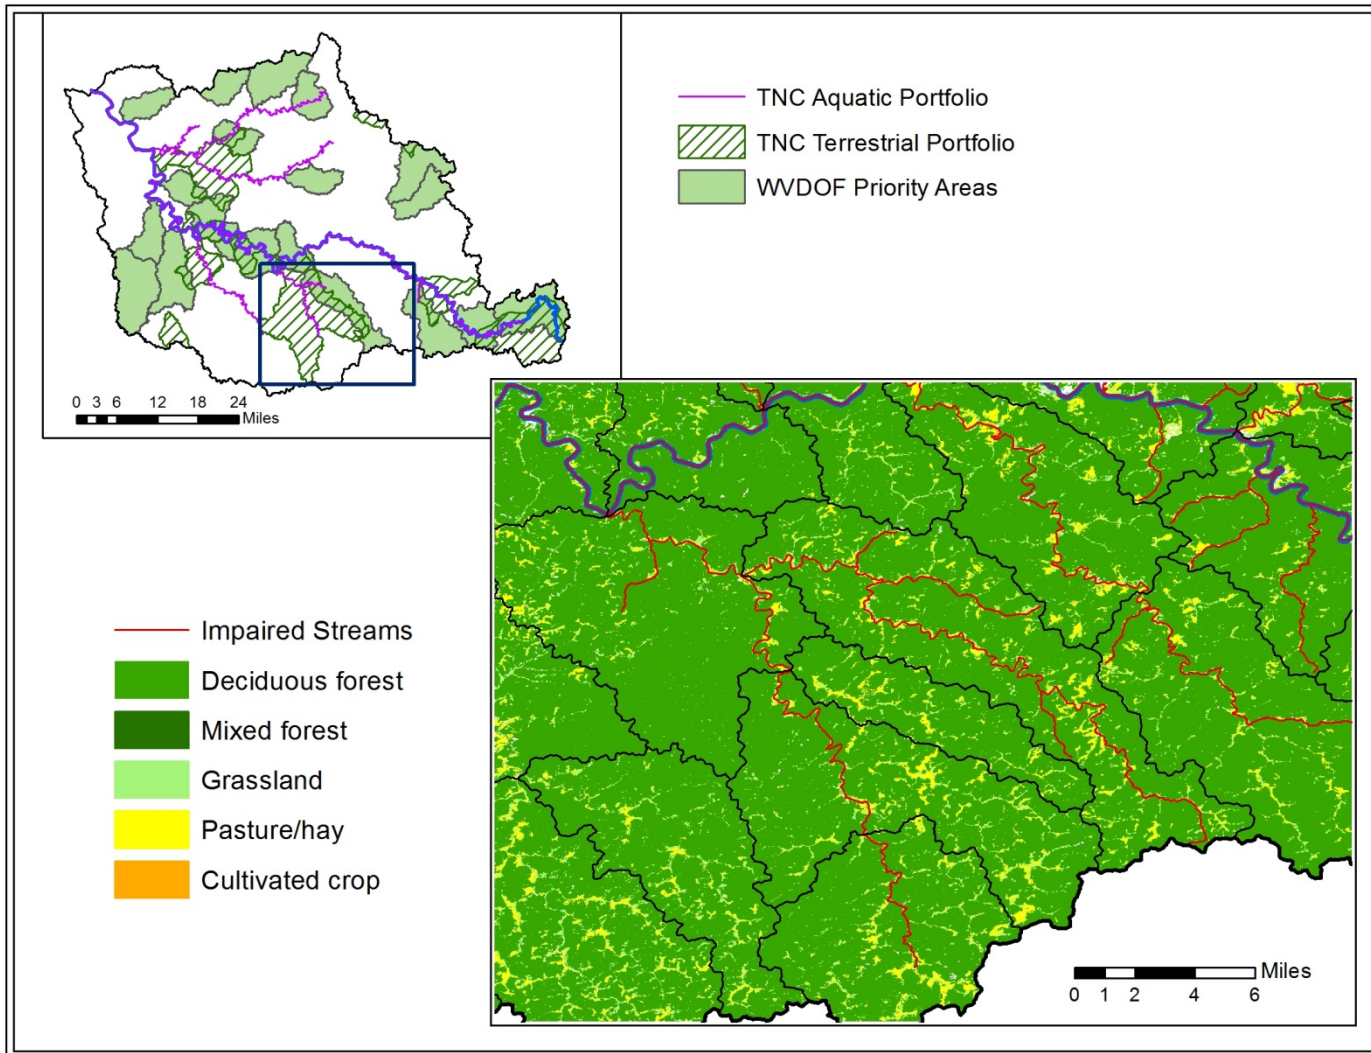 TNC Aquatic Portfolio
TNC Terrestrial Portfolio
WVDOF Priority Areas
0 3 6 12 18 24
Miles
Impaired Streams
Deciduous forest
Mixed forest
Grassland
Pasture/hay
Cultivated crop
Miles
0 1 2 4 6